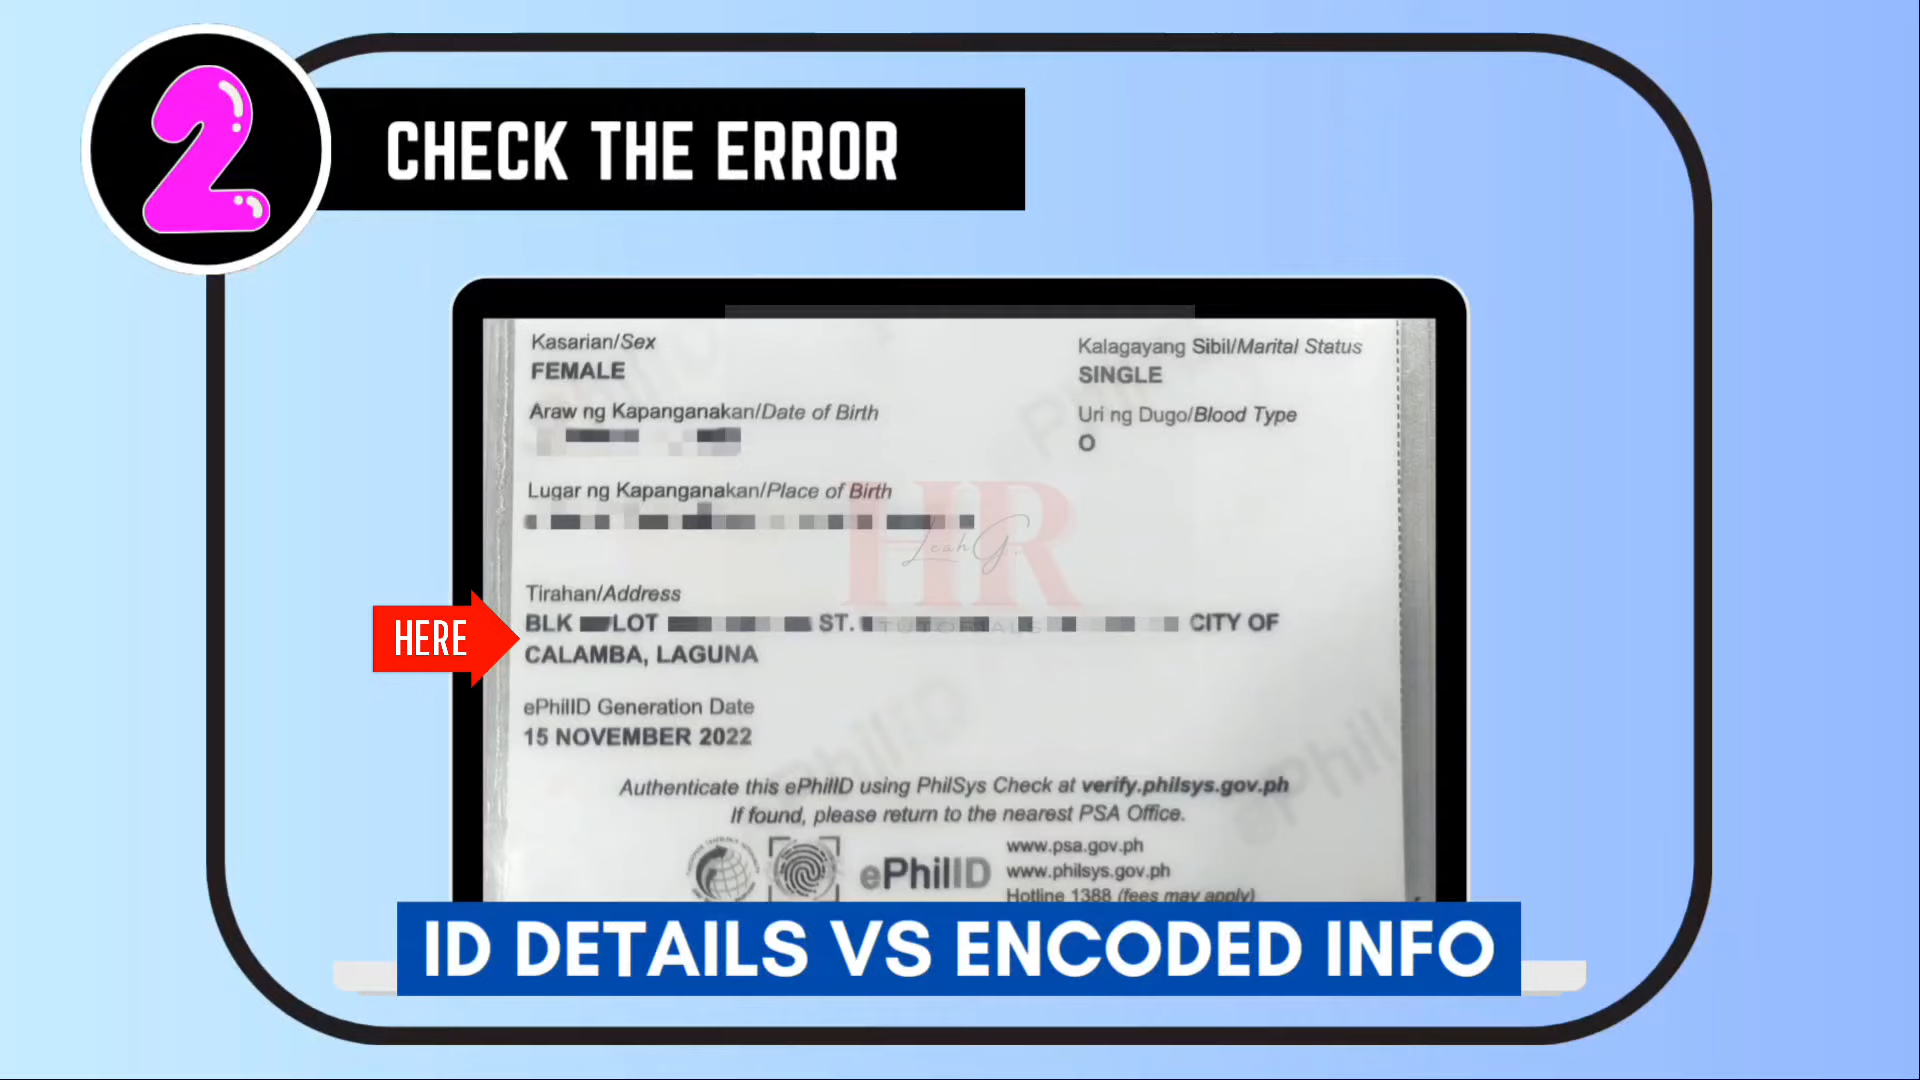 2
CHECK THE ERROR
Kasarian/Sex
FEMALE
Kalagayang Sibil/Marital Status
SINGLE
Araw ng Kapanganakan/Date of Birth
Uri ng Dugo/Blood Type
O
Lugar ng Kapanganakan/Place of Birth
HR
Leah G.
TUTORIALS
Tirahan/Address
BLK LOT ST. CITY OF
CALAMBA, LAGUNA
HERE
ePhilID Generation Date
15 NOVEMBER 2022
Authenticate this ePhilID using PhilSys Check at verify.philsys.gov.ph
If found, please return to the nearest PSA Office.
ePhilID
www.psa.gov.ph
www.philsys.gov.ph
Hotline 1388 (fees may apply)
ID DETAILS VS ENCODED INFO